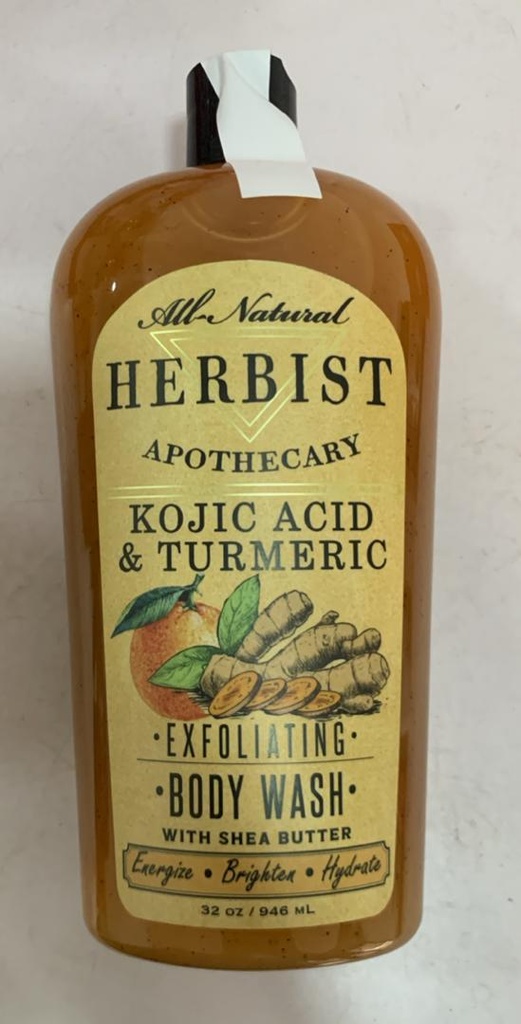 All-Natural
HERBIST
APOTHECARY
KOJIC ACID
& TURMERIC
·EXFOLIATING·
·BODY WASH·
WITH SHEA BUTTER
Energize • Brighten • Hydrate
32 OZ / 946 mL